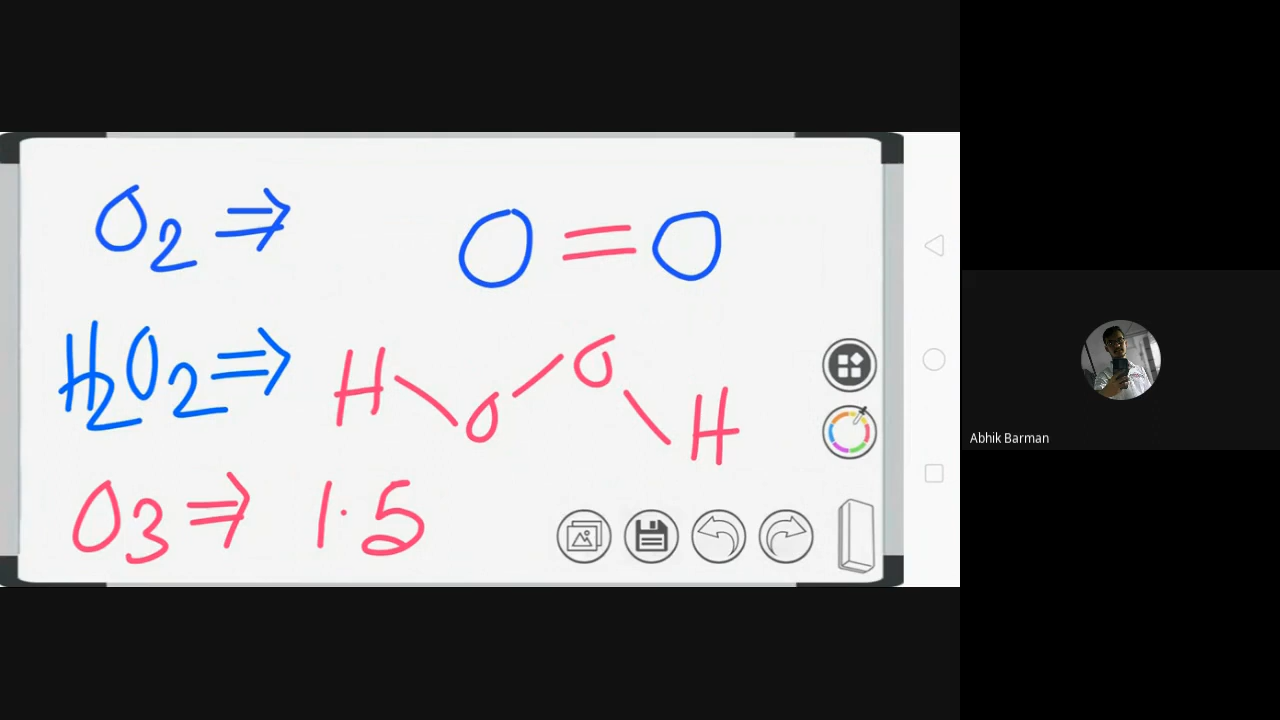 O₂ ⇒ O = O
H₂O₂ ⇒ H \ O / O \ H
O3 ⇒ 1.5
Abhik Barman